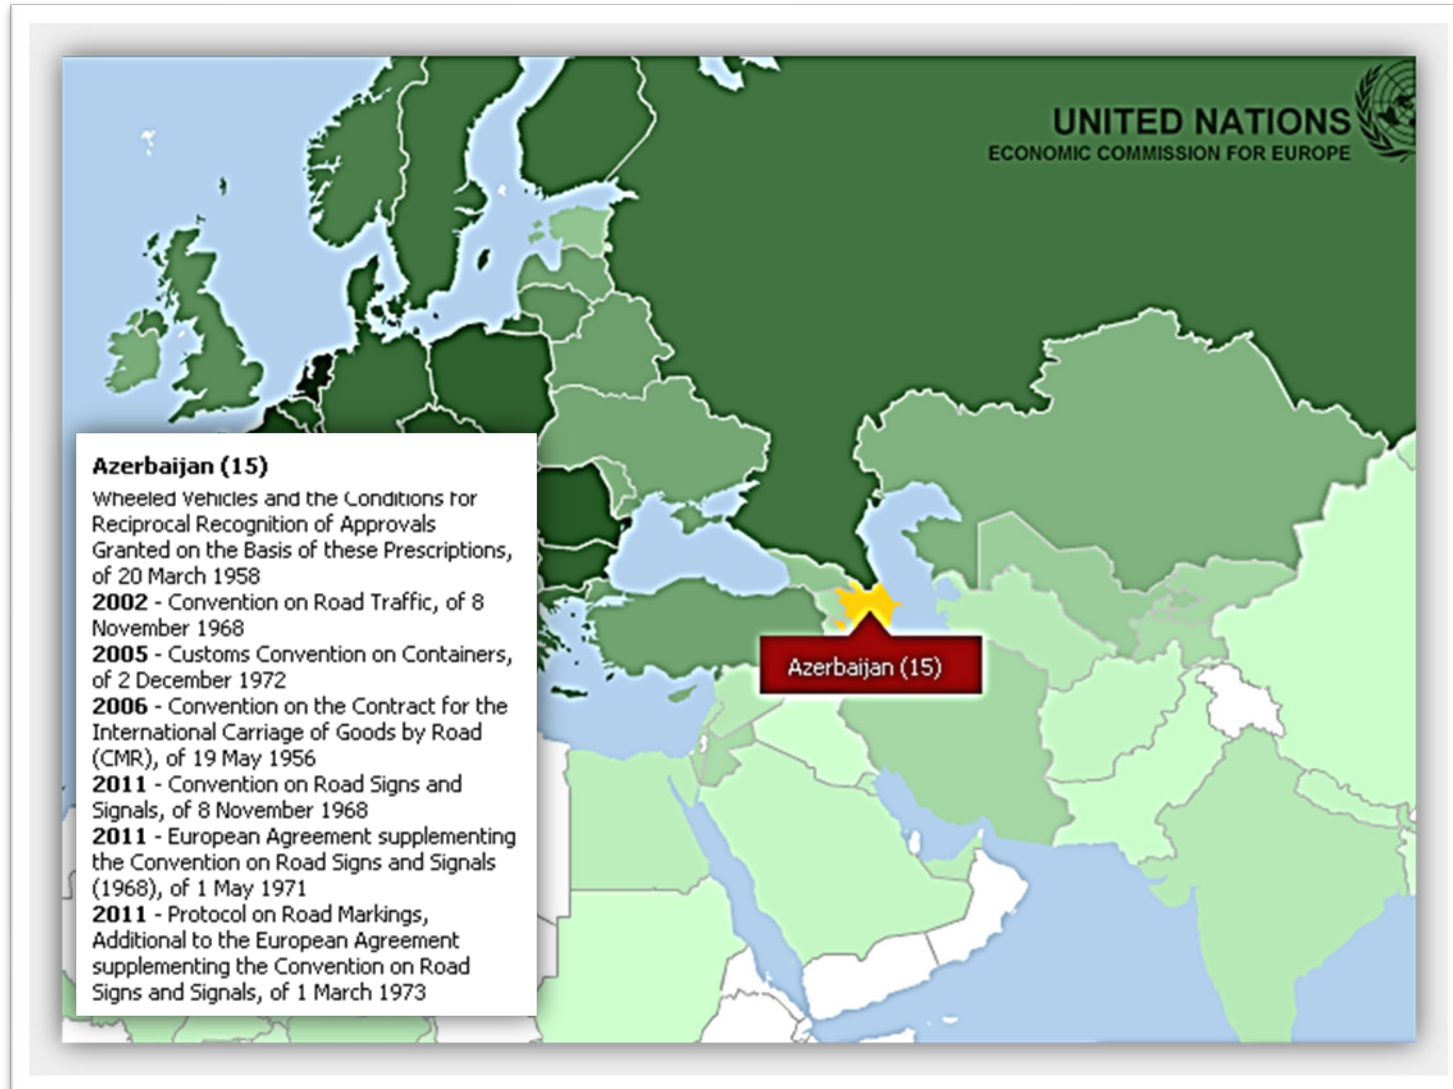 UNITED NATIONS
ECONOMIC COMMISSION FOR EUROPE
Azerbaijan (15)
Wheeled Vehicles and the Conditions for
Reciprocal Recognition of Approvals
Granted on the Basis of these Prescriptions,
of 20 March 1958
2002 - Convention on Road Traffic, of 8
November 1968
2005 - Customs Convention on Containers,
of 2 December 1972
2006 - Convention on the Contract for the
International Carriage of Goods by Road
(CMR), of 19 May 1956
2011 - Convention on Road Signs and
Signals, of 8 November 1968
2011 - European Agreement supplementing
the Convention on Road Signs and Signals
(1968), of 1 May 1971
2011 - Protocol on Road Markings,
Additional to the European Agreement
supplementing the Convention on Road
Signs and Signals, of 1 March 1973
Azerbaijan (15)